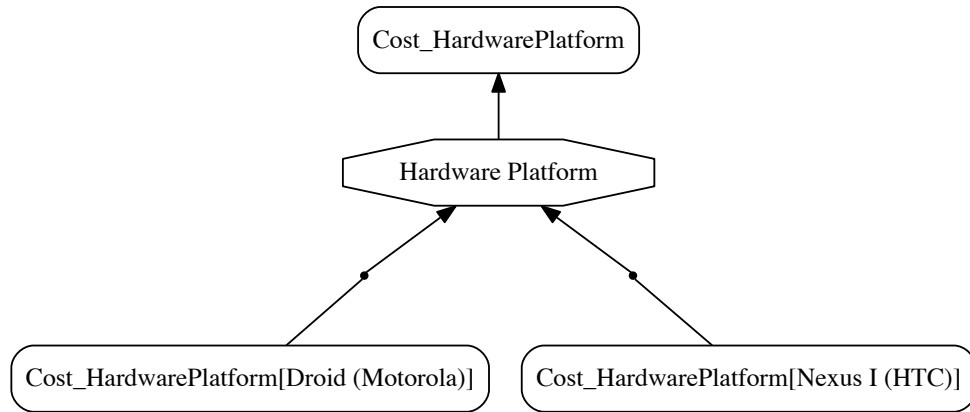 Cost_HardwarePlatform
Hardware Platform
Cost_HardwarePlatform[Droid (Motorola)]
Cost_HardwarePlatform[Nexus I (HTC)]